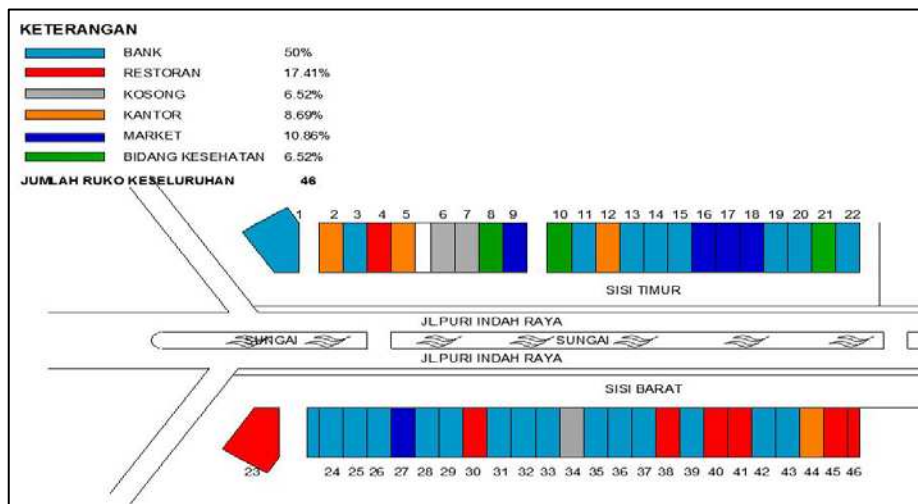 KETERANGAN
BANK 50%
RESTORAN 17.41%
KOSONG 6.52%
KANTOR 8.69%
MARKET 10.86%
BIDANG KESEHATAN 6.52%
JUMLAH RUKO KESELURUHAN 46
1 2 3 4 5 6 7 8 9 10 11 12 13 14 15 16 17 18 19 20 21 22
SISI TIMUR
JL.PURI INDAH RAYA
SUNGAI SUNGAI
JL.PURI INDAH RAYA
SISI BARAT
23 24 25 26 27 28 29 30 31 32 33 34 35 36 37 38 39 40 41 42 43 44 45 46